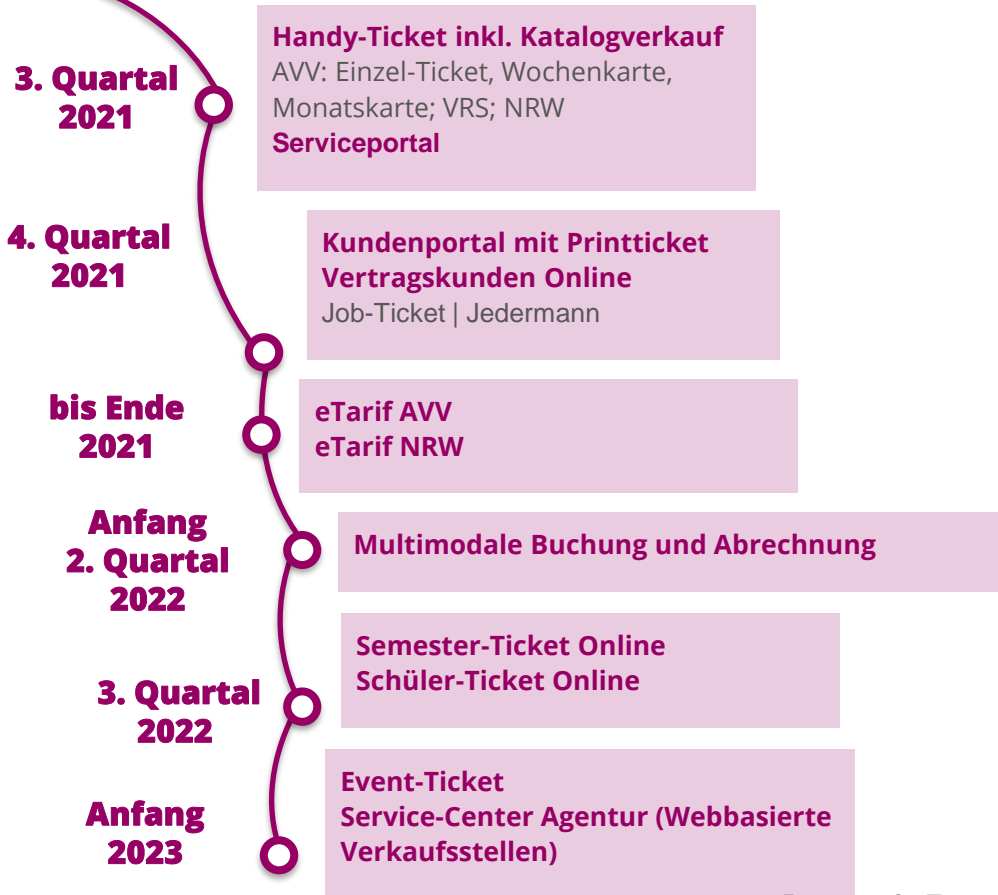 3. Quartal
2021
Handy-Ticket inkl. Katalogverkauf
AVV: Einzel-Ticket, Wochenkarte,
Monatskarte; VRS; NRW
Serviceportal
4. Quartal
2021
Kundenportal mit Printticket
Vertragskunden Online
Job-Ticket | Jedermann
bis Ende
2021
eTarif AVV
eTarif NRW
Anfang
2. Quartal
2022
Multimodale Buchung und Abrechnung
3. Quartal
2022
Semester-Ticket Online
Schüler-Ticket Online
Anfang
2023
Event-Ticket
Service-Center Agentur (Webbasierte
Verkaufsstellen)